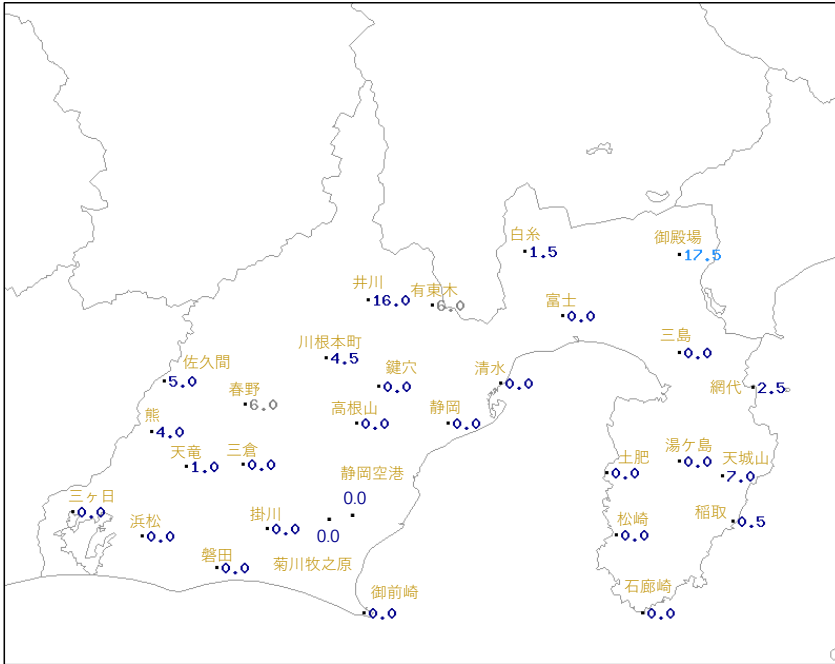 白糸
1.5
御殿場
17.5
井川
16.0
有東木
6.0
富士
0.0
川根本町
4.5
三島
0.0
佐久間
5.0
鍵穴
0.0
清水
0.0
網代
2.5
春野
6.0
熊
4.0
高根山
0.0
静岡
0.0
天竜
1.0
三倉
0.0
土肥
0.0
湯ケ島
0.0
天城山
7.0
静岡空港
0.0
三ヶ日
0.0
浜松
0.0
掛川
0.0
0.0
菊川牧之原
松崎
0.0
稲取
0.5
磐田
0.0
御前崎
0.0
石廊崎
0.0